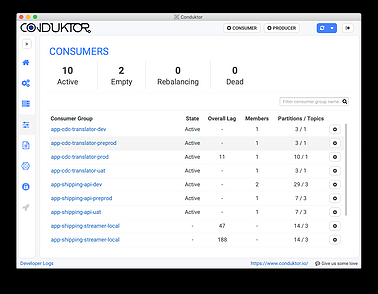 Conduktor
CONDUKTOR
CONSUMER PRODUCER
CONSUMERS
10 2 0 0
Active Empty Rebalancing Dead
Filter consumer group name
Consumer Group State Overall Lag Members Partitions / Topics
app-cdc-translator-dev Active - 1 3 / 1
app-cdc-translator-preprod Active - 1 3 / 1
app-cdc-translator-prod Active 11 1 10 / 1
app-cdc-translator-uat Active - 1 3 / 1
app-shipping-api-dev Active - 2 29 / 3
app-shipping-api-preprod Active - 1 7 / 3
app-shipping-api-uat Active - 1 7 / 3
app-shipping-streamer-local - 47 - 14 / 3
app-shipping-streamer-local - 188 - 14 / 3
Developer Logs https://www.conduktor.io/ Give us some love